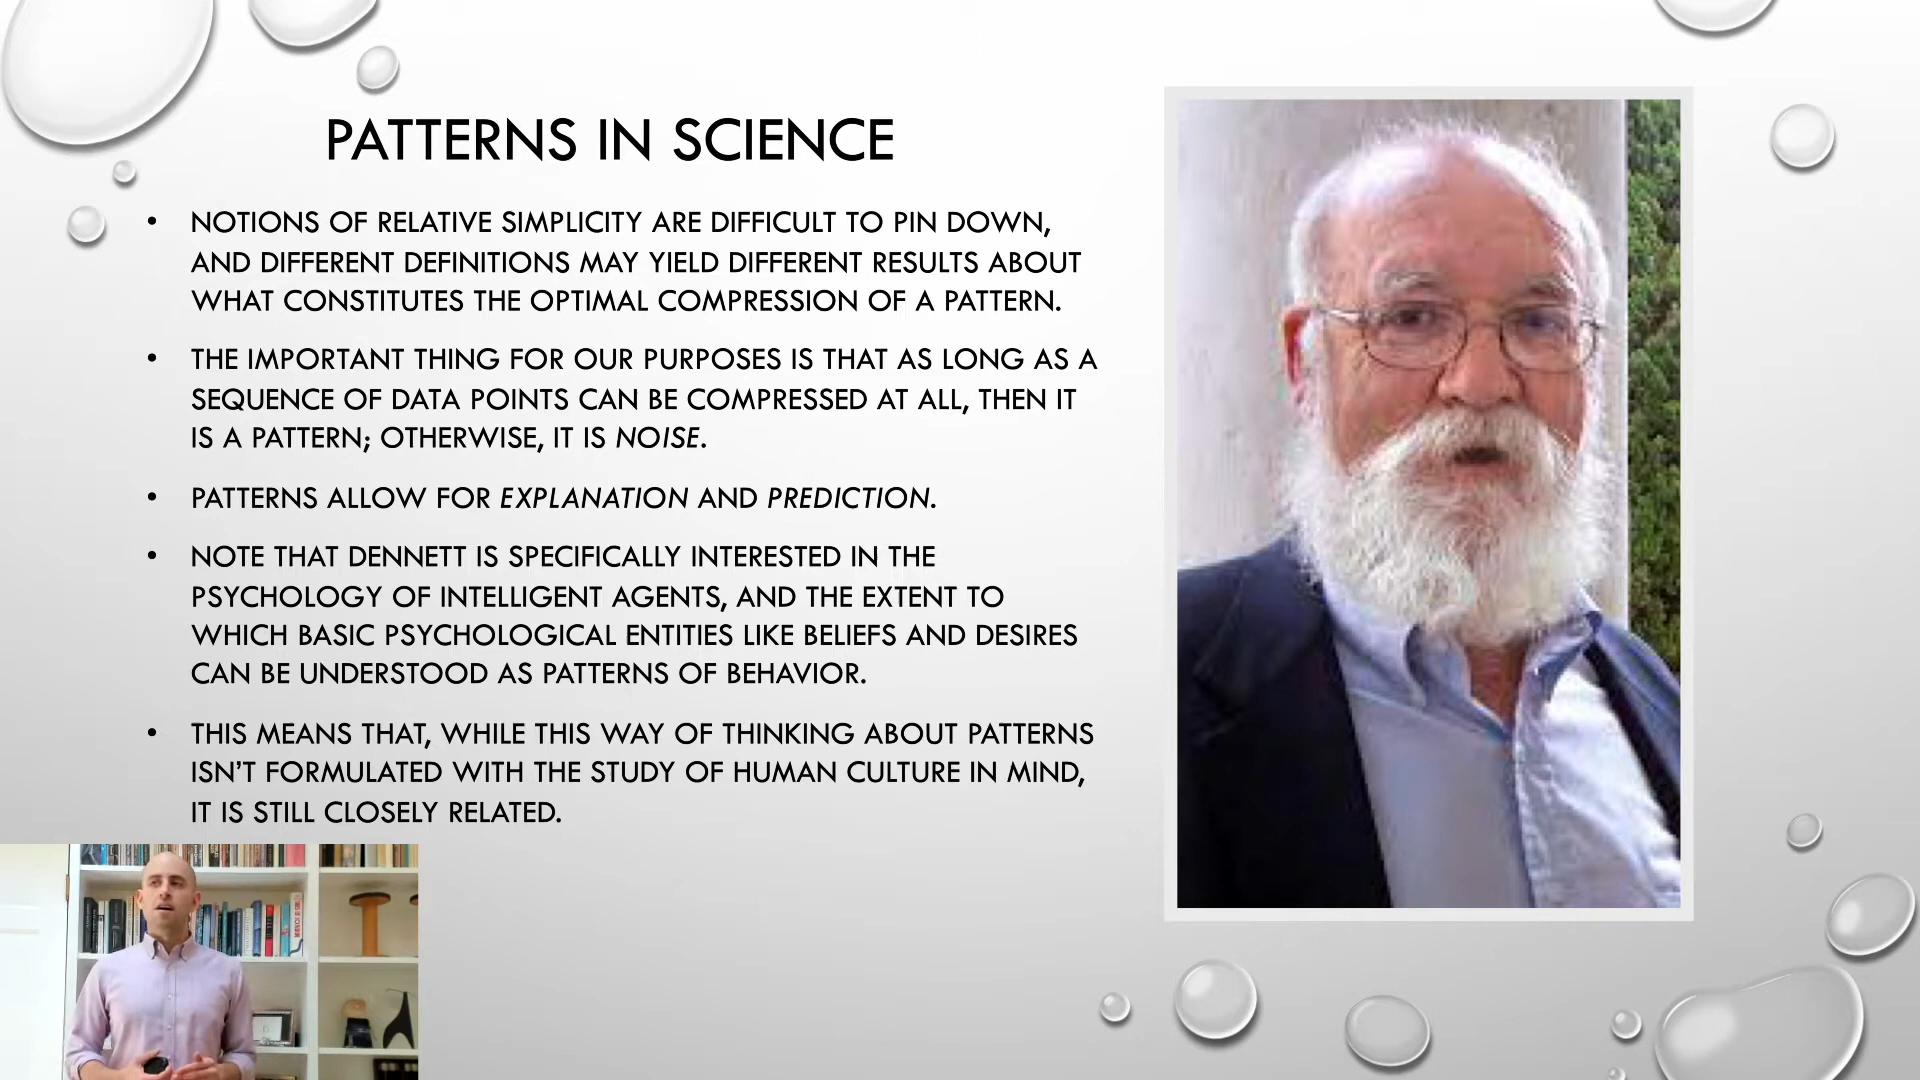 PATTERNS IN SCIENCE
• NOTIONS OF RELATIVE SIMPLICITY ARE DIFFICULT TO PIN DOWN,
AND DIFFERENT DEFINITIONS MAY YIELD DIFFERENT RESULTS ABOUT
WHAT CONSTITUTES THE OPTIMAL COMPRESSION OF A PATTERN.
• THE IMPORTANT THING FOR OUR PURPOSES IS THAT AS LONG AS A
SEQUENCE OF DATA POINTS CAN BE COMPRESSED AT ALL, THEN IT
IS A PATTERN; OTHERWISE, IT IS NOISE.
• PATTERNS ALLOW FOR EXPLANATION AND PREDICTION.
• NOTE THAT DENNETT IS SPECIFICALLY INTERESTED IN THE
PSYCHOLOGY OF INTELLIGENT AGENTS, AND THE EXTENT TO
WHICH BASIC PSYCHOLOGICAL ENTITIES LIKE BELIEFS AND DESIRES
CAN BE UNDERSTOOD AS PATTERNS OF BEHAVIOR.
• THIS MEANS THAT, WHILE THIS WAY OF THINKING ABOUT PATTERNS
ISN'T FORMULATED WITH THE STUDY OF HUMAN CULTURE IN MIND,
IT IS STILL CLOSELY RELATED.